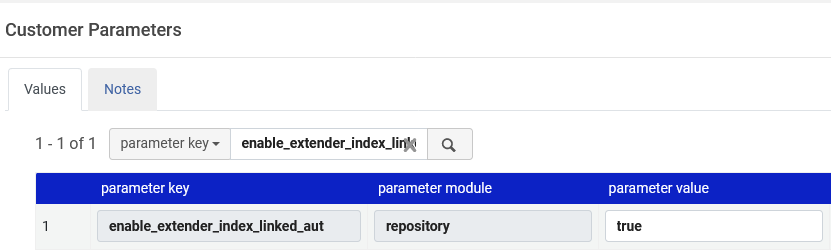 Customer Parameters
Values Notes
1 - 1 of 1 parameter key enable_extender_index_link
parameter key parameter module parameter value
1 enable_extender_index_linked_aut repository true